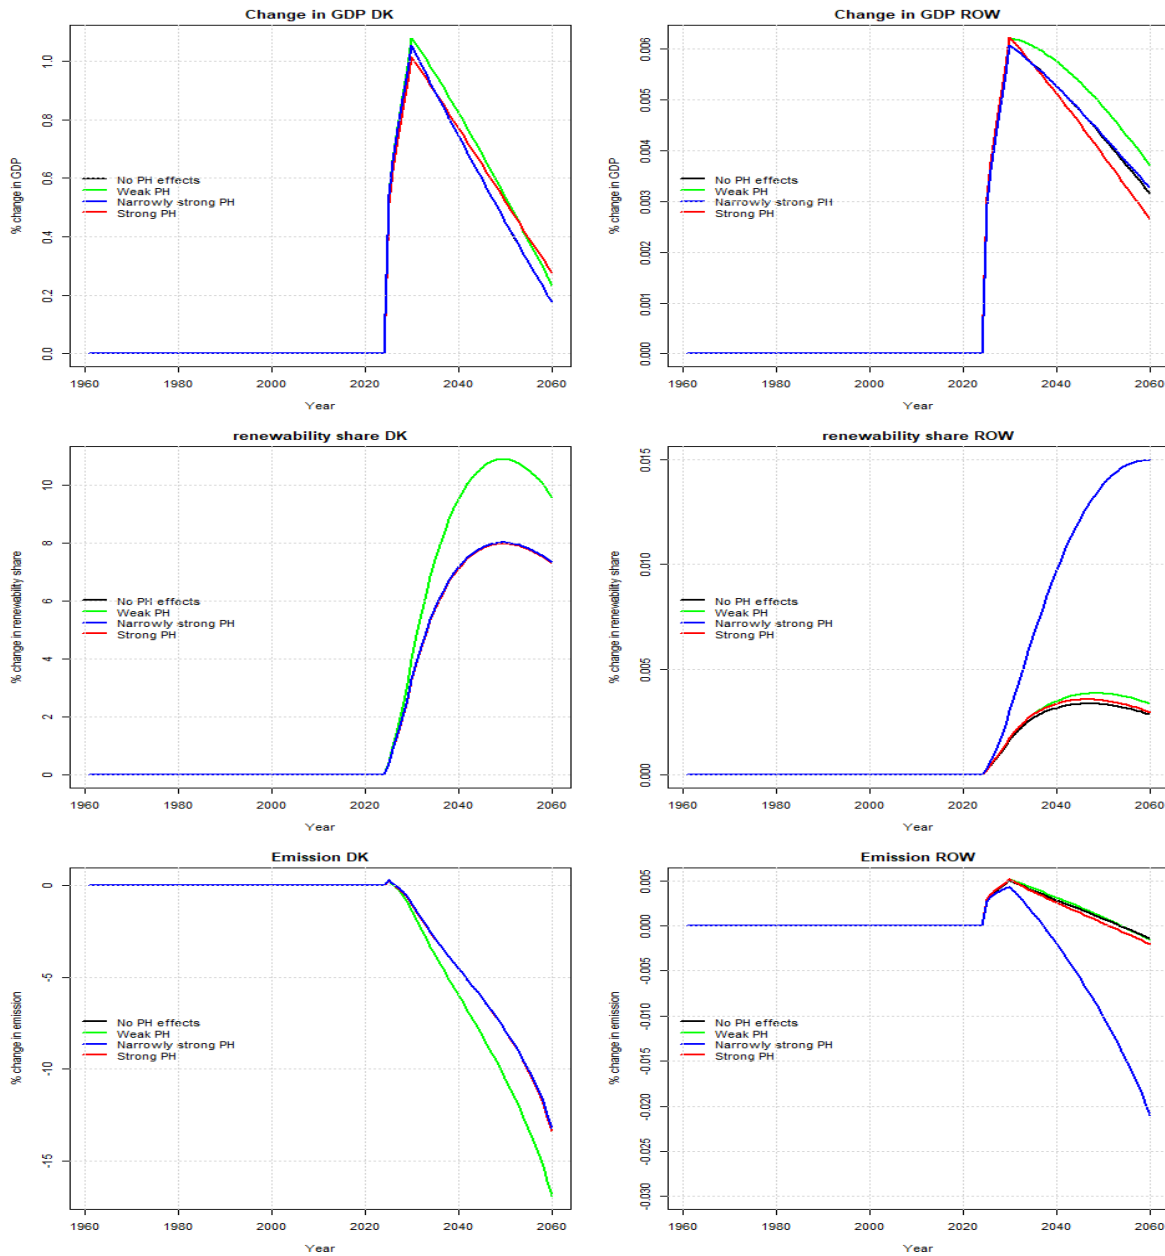 Change in GDP DK
% change in GDP
0.0 0.2 0.4 0.6 0.8 1.0
No PH effects
Weak PH
Narrowly strong PH
Strong PH
1960 1980 2000 2020 2040 2060
Year
Change in GDP ROW
% change in GDP
0.000 0.001 0.002 0.003 0.004 0.005 0.006
No PH effects
Weak PH
Narrowly strong PH
Strong PH
1960 1980 2000 2020 2040 2060
Year
renewability share DK
% change in renewability share
0 2 4 6 8 10
No PH effects
Weak PH
Narrowly strong PH
Strong PH
1960 1980 2000 2020 2040 2060
Year
renewability share ROW
% change in renewability share
0.000 0.005 0.010 0.015
No PH effects
Weak PH
Narrowly strong PH
Strong PH
1960 1980 2000 2020 2040 2060
Year
Emission DK
% change in emission
-15 -10 -5 0
No PH effects
Weak PH
Narrowly strong PH
Strong PH
1960 1980 2000 2020 2040 2060
Year
Emission ROW
% change in emission
-0.030 -0.025 -0.020 -0.015 -0.010 -0.005 0.000 0.005
No PH effects
Weak PH
Narrowly strong PH
Strong PH
1960 1980 2000 2020 2040 2060
Year